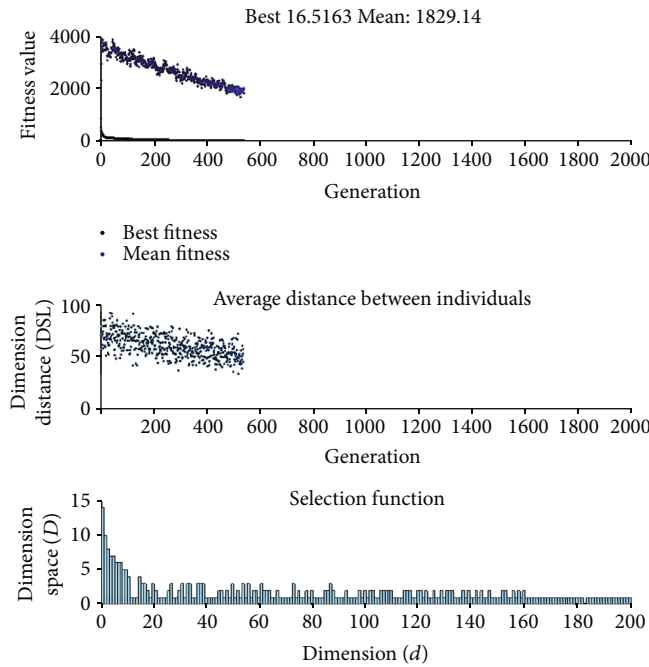 Best 16.5163 Mean: 1829.14
Fitness value
4000
2000
0
0 200 400 600 800 1000 1200 1400 1600 1800 2000
Generation
Best fitness
Mean fitness
Average distance between individuals
Dimension
distance (DSL)
100
50
0
200 400 600 800 1000 1200 1400 1600 1800 2000
Generation
Selection function
Dimension
space (D)
15
10
5
0
0 20 40 60 80 100 120 140 160 180 200
Dimension (d)